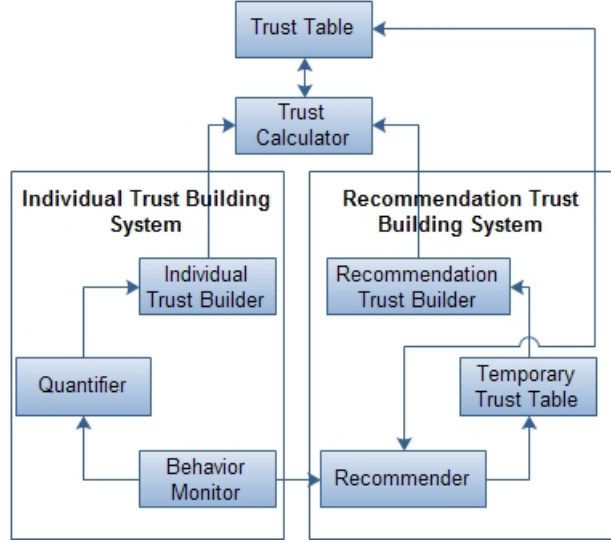 Trust Table
Trust
Calculator
Individual Trust Building
System
Recommendation Trust
Building System
Individual
Trust Builder
Recommendation
Trust Builder
Quantifier
Temporary
Trust Table
Behavior
Monitor
Recommender